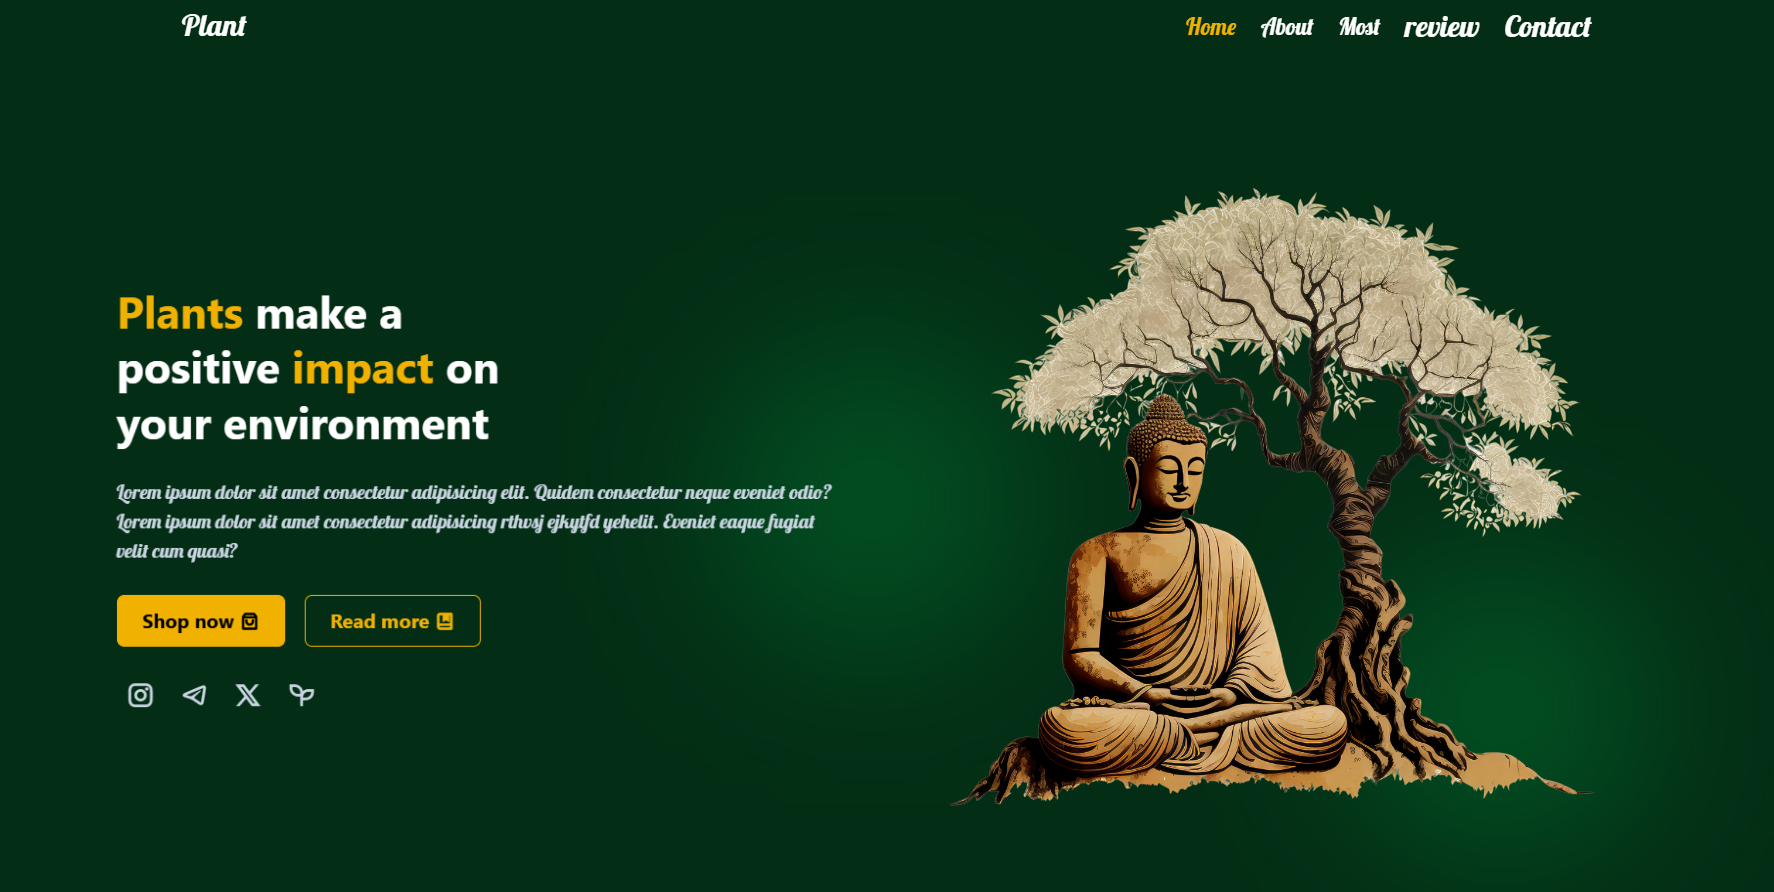 Plant
Home About Most review Contact
Plants make a
positive impact on
your environment
Lorem ipsum dolor sit amet consectetur adipisicing elit. Quidem consectetur neque eveniet odio?
Lorem ipsum dolor sit amet consectetur adipisicing rthvsj ejkytfd yehelit. Eveniet eaque fugiat
velit cum quasi?
Shop now
Read more